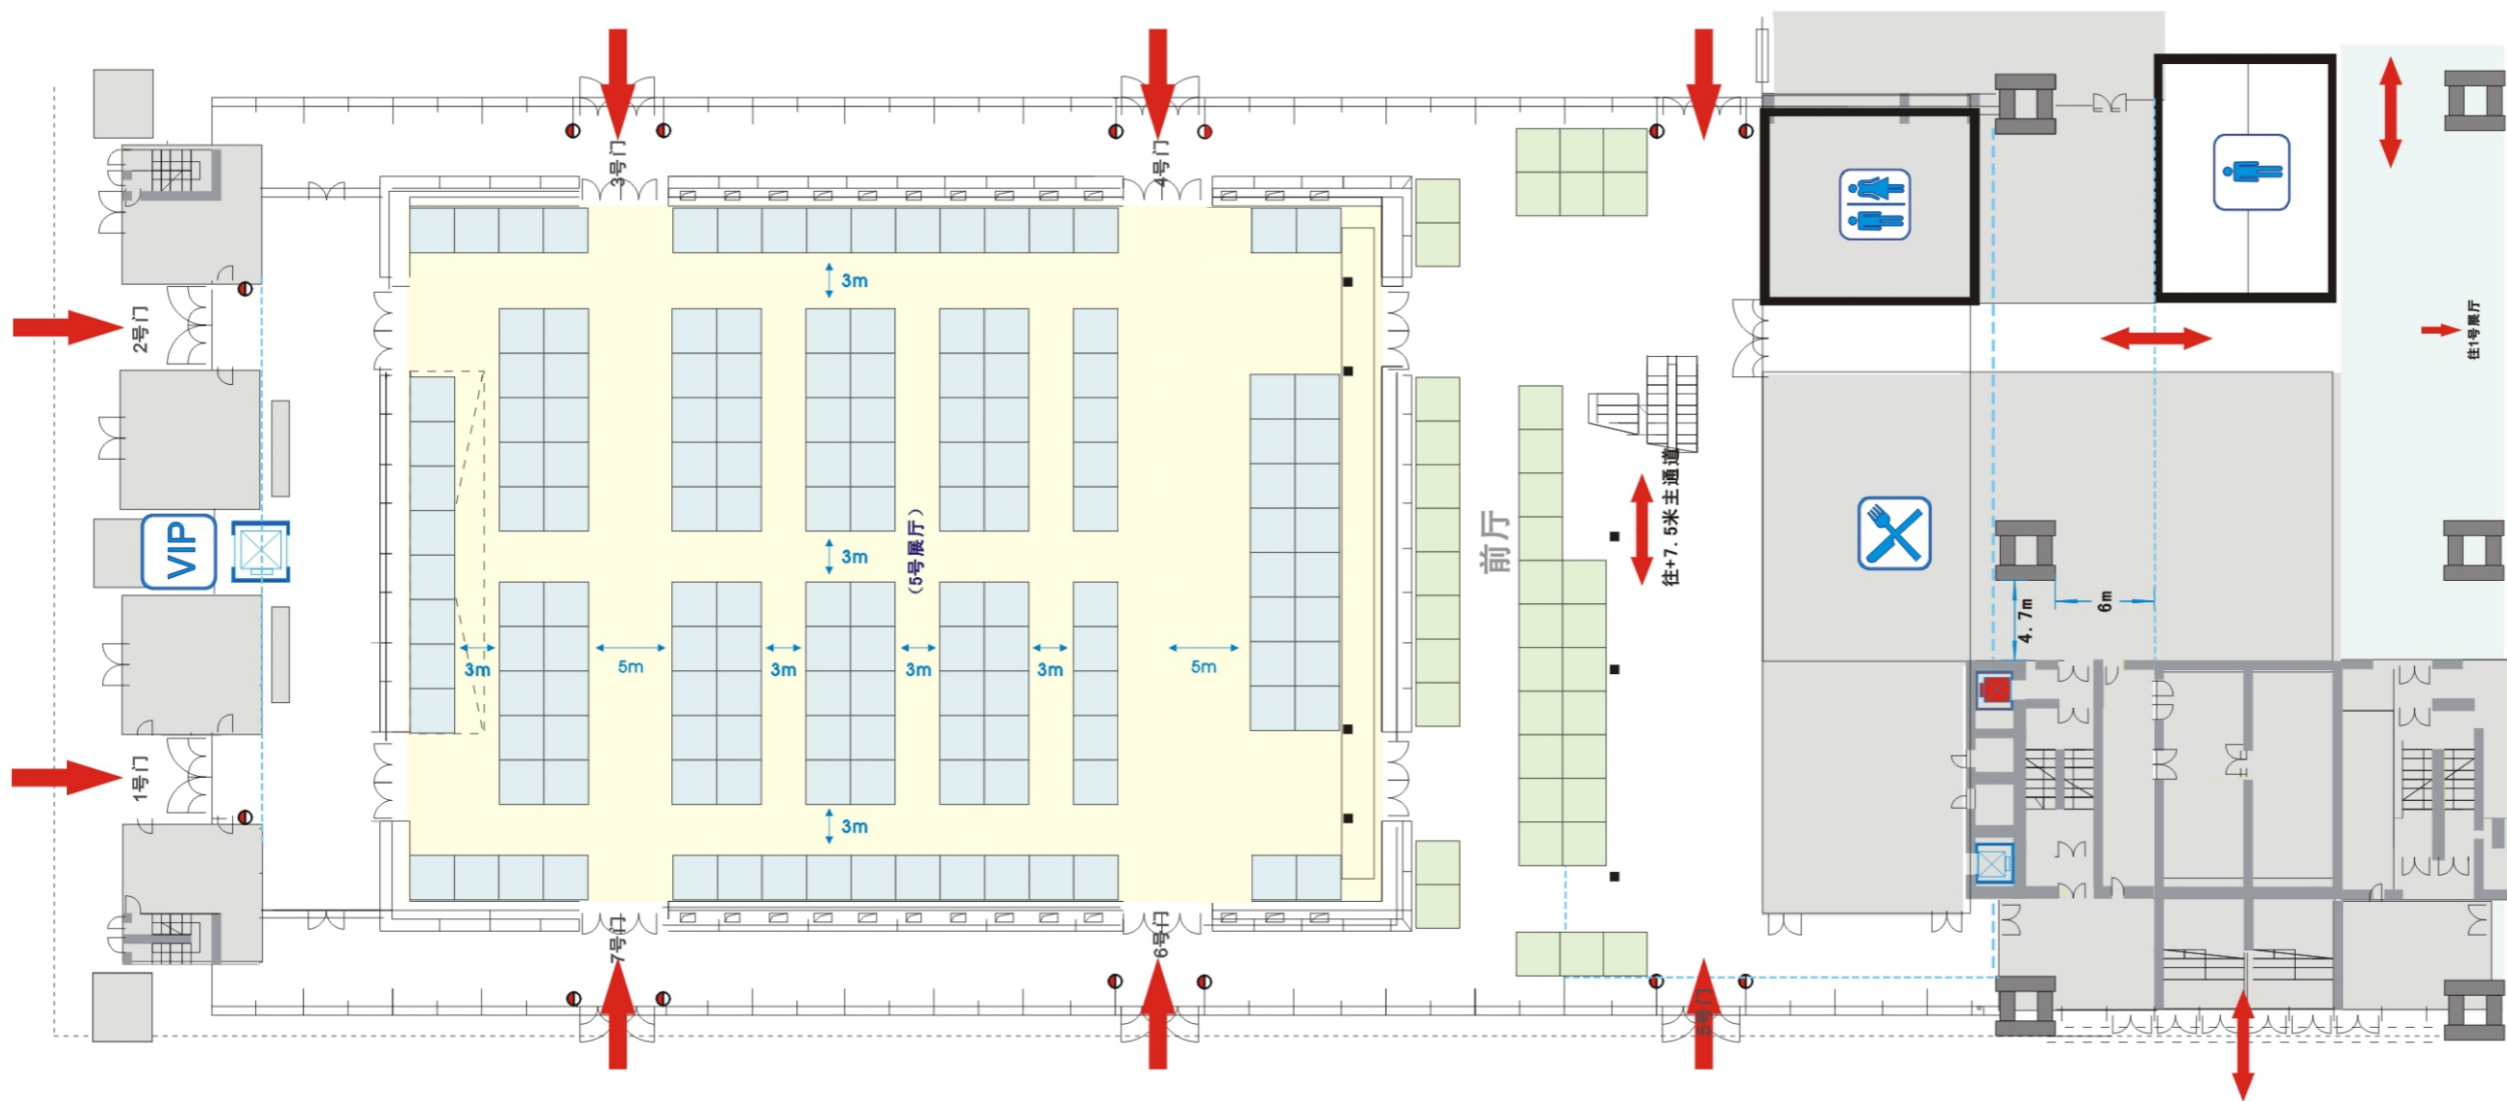 3号门
4号门
2号门
往1号展厅
3m
前厅
往+7.5米主通道
VIP
(5号展厅)
3m
4.7m
6m
3m
5m
3m
3m
3m
5m
1号门
3m
7号门
6号门
5号门